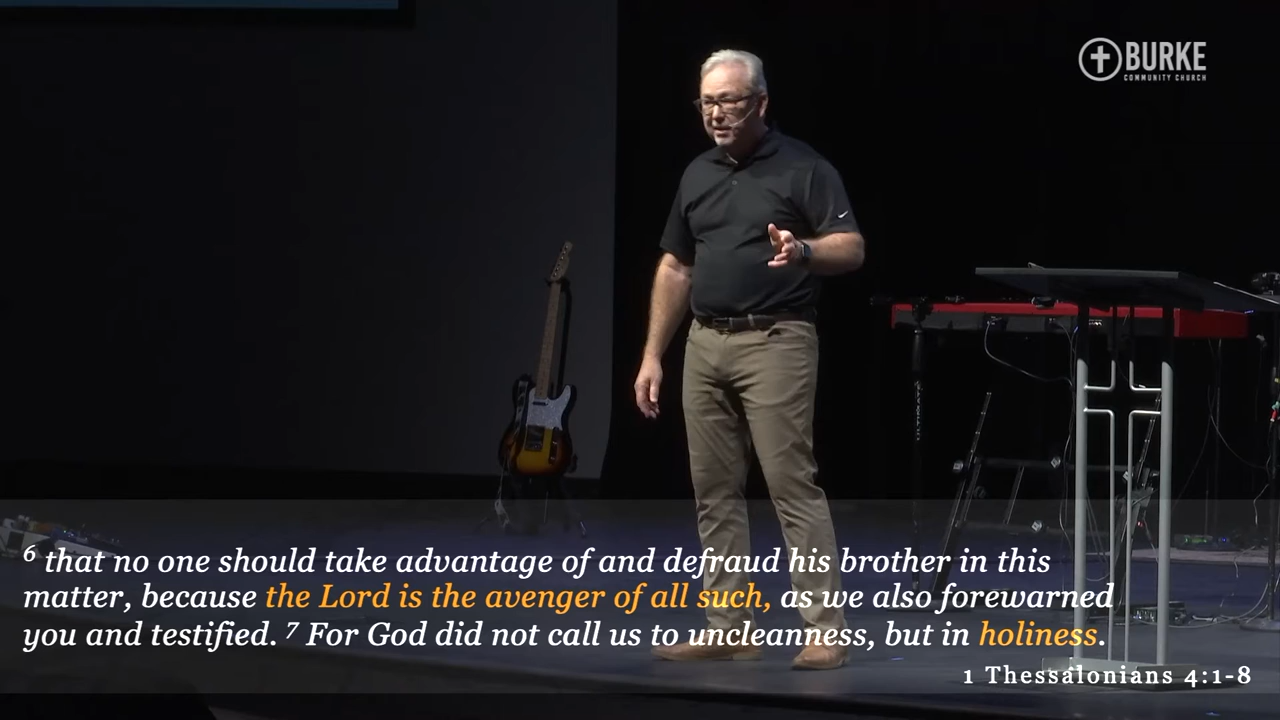 BURKE
COMMUNITY CHURCH
6 that no one should take advantage of and defraud his brother in this
matter, because the Lord is the avenger of all such, as we also forewarned
you and testified. 7 For God did not call us to uncleanness, but in holiness.
1 Thessalonians 4:1-8